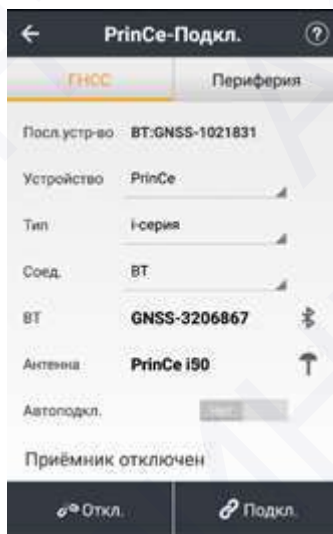 PrinCe-Подкл.
ГНСС Периферия
Посл.устр-во BT:GNSS-1021831
Устройство PrinCe
Тип i-серия
Соед. BT
BT GNSS-3206867
Антенна PrinCe i50
Автоподкл.
Приёмник отключен
Откл. Подкл.